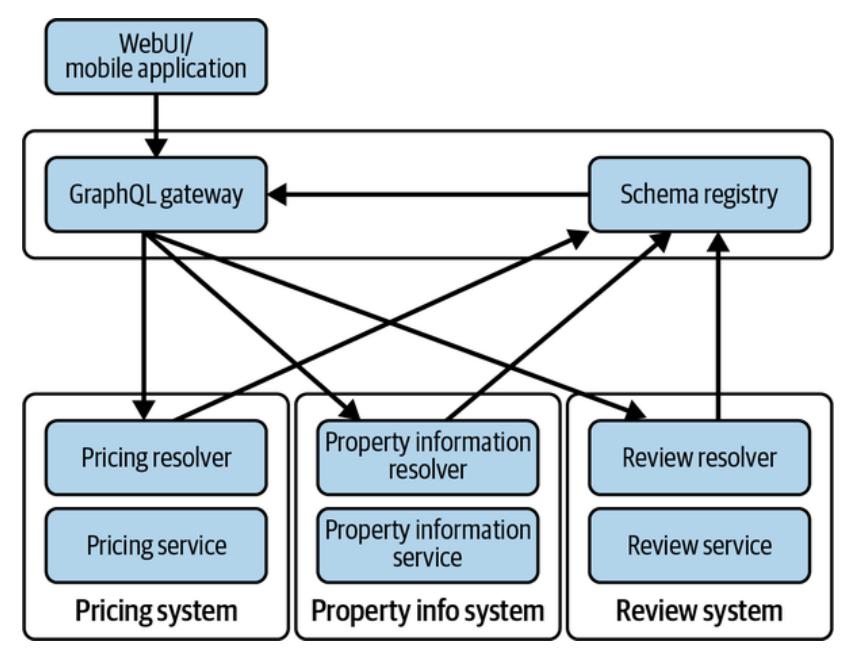 WebUI/
mobile application
GraphQL gateway
Schema registry
Pricing resolver
Property information
resolver
Review resolver
Pricing service
Property information
service
Review service
Pricing system
Property info system
Review system